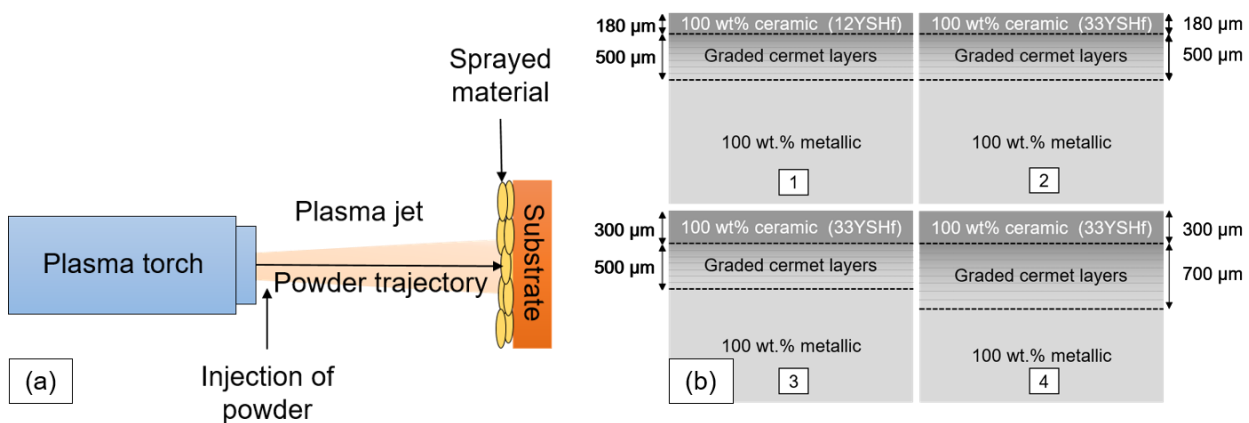 Sprayed
material
Plasma jet
Plasma torch
Powder trajectory
Substrate
Injection of
powder
(a)
180 µm
500 µm
100 wt% ceramic (12YSHf)
Graded cermet layers
100 wt.% metallic
1
100 wt% ceramic (33YSHf)
Graded cermet layers
100 wt.% metallic
2
180 µm
500 µm
300 µm
500 µm
100 wt% ceramic (33YSHf)
Graded cermet layers
100 wt.% metallic
3
100 wt% ceramic (33YSHf)
Graded cermet layers
100 wt.% metallic
4
300 µm
700 µm
(b)